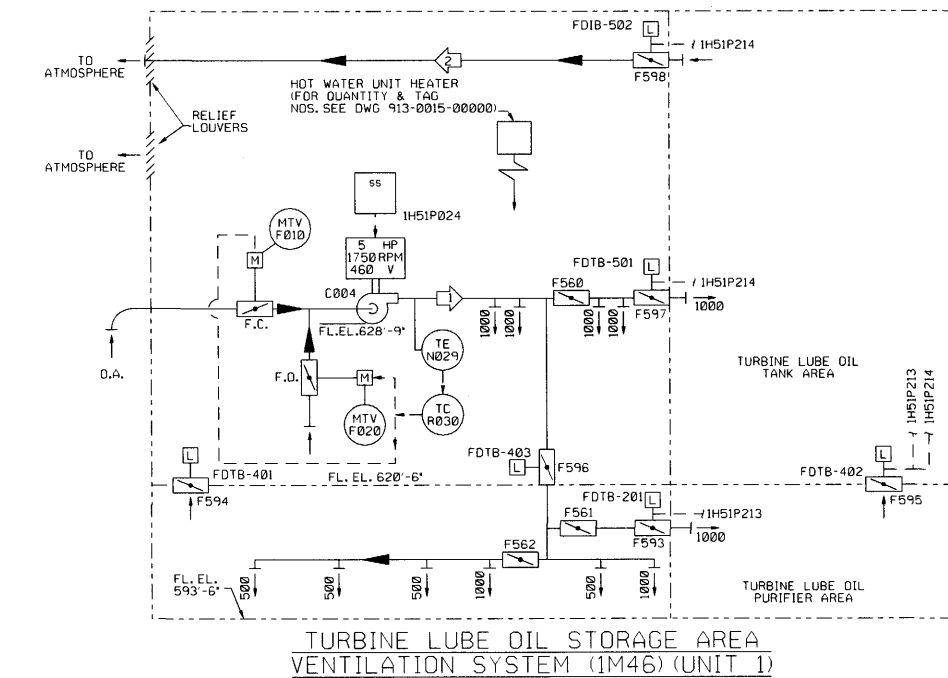 FDIB-502
L
1H51P214
F598
TO
ATMOSPHERE
2
HOT WATER UNIT HEATER
(FOR QUANTITY & TAG
NOS. SEE DWG 913-0015-00000)
RELIEF
LOUVERS
TO
ATMOSPHERE
SS
1H51P024
MTV
F010
M
5 HP
1750 RPM
460 V
C004
F.C.
FL.EL.628'-9"
1
1000
1000
F560
1000
1000
FDTB-501
L
1H51P214
F597
1000
O.A.
F.O.
M
MTV
F020
TE
N029
TC
R030
TURBINE LUBE OIL
TANK AREA
1H51P213
1H51P214
L
FDTB-401
F594
FL.EL.620'-6"
FDTB-403
L
F596
FDTB-402
L
F595
FDTB-201
L
1H51P213
F561
F593
1000
F562
500
500
500
1000
500
1000
FL.EL.
593'-6"
TURBINE LUBE OIL
PURIFIER AREA
TURBINE LUBE OIL STORAGE AREA
VENTILATION SYSTEM (1M46) (UNIT 1)